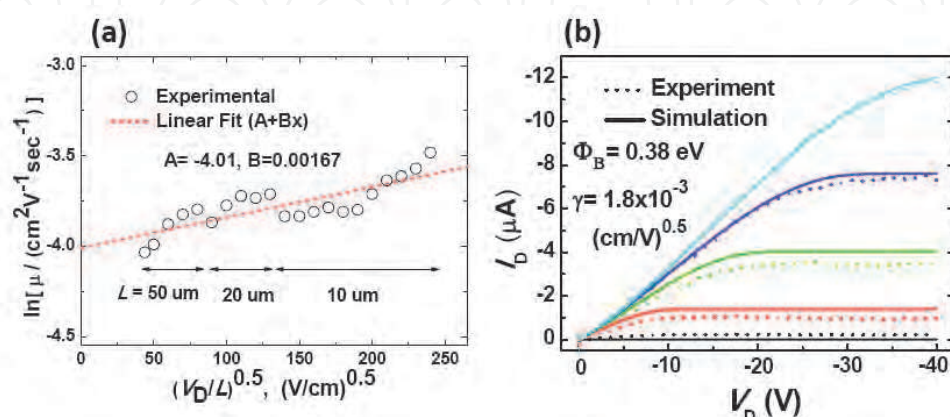 (a)
-3.0
-3.5
-4.0
-4.5
ln[ μ / (cm²V⁻¹sec⁻¹) ]
Experimental
Linear Fit (A+Bx)
A= -4.01, B=0.00167
L = 50 um
20 um
10 um
0 50 100 150 200 250
(V_D/L)^0.5, (V/cm)^0.5
(b)
-12
-10
-8
-6
-4
-2
0
I_D (μA)
Experiment
Simulation
Φ_B = 0.38 eV
γ= 1.8x10⁻³
(cm/V)^0.5
-0 -10 -20 -30 -40
V_D (V)